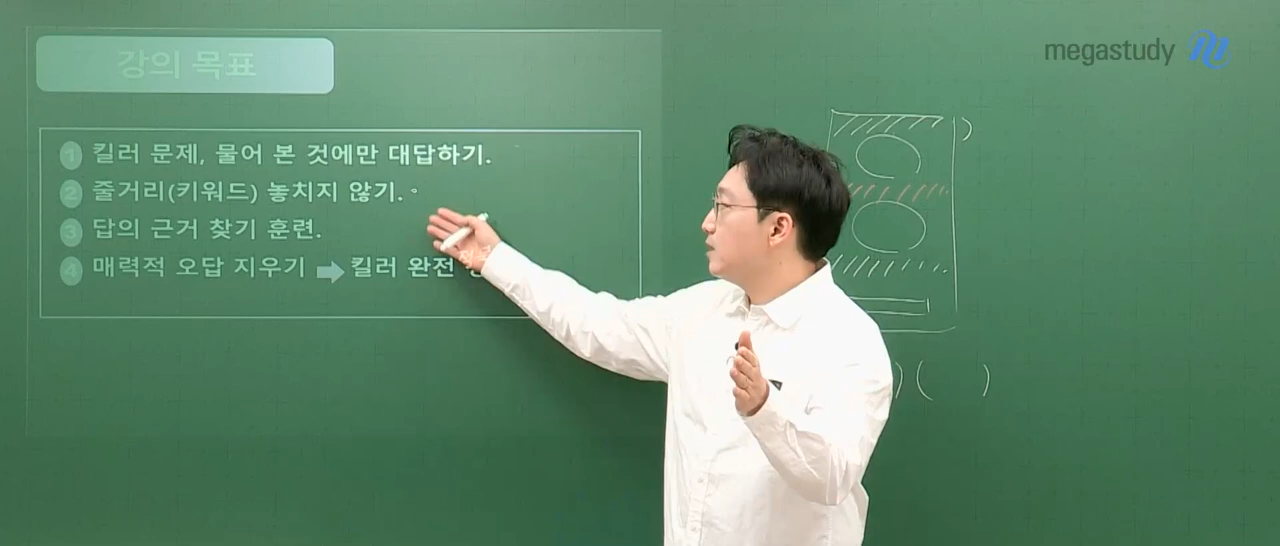 megastudy
강의 목표
1 킬러 문제, 물어 본 것에만 대답하기.
2 줄거리(키워드) 놓치지 않기.
3 답의 근거 찾기 훈련.
4 매력적 오답 지우기 ➡ 킬러 완전